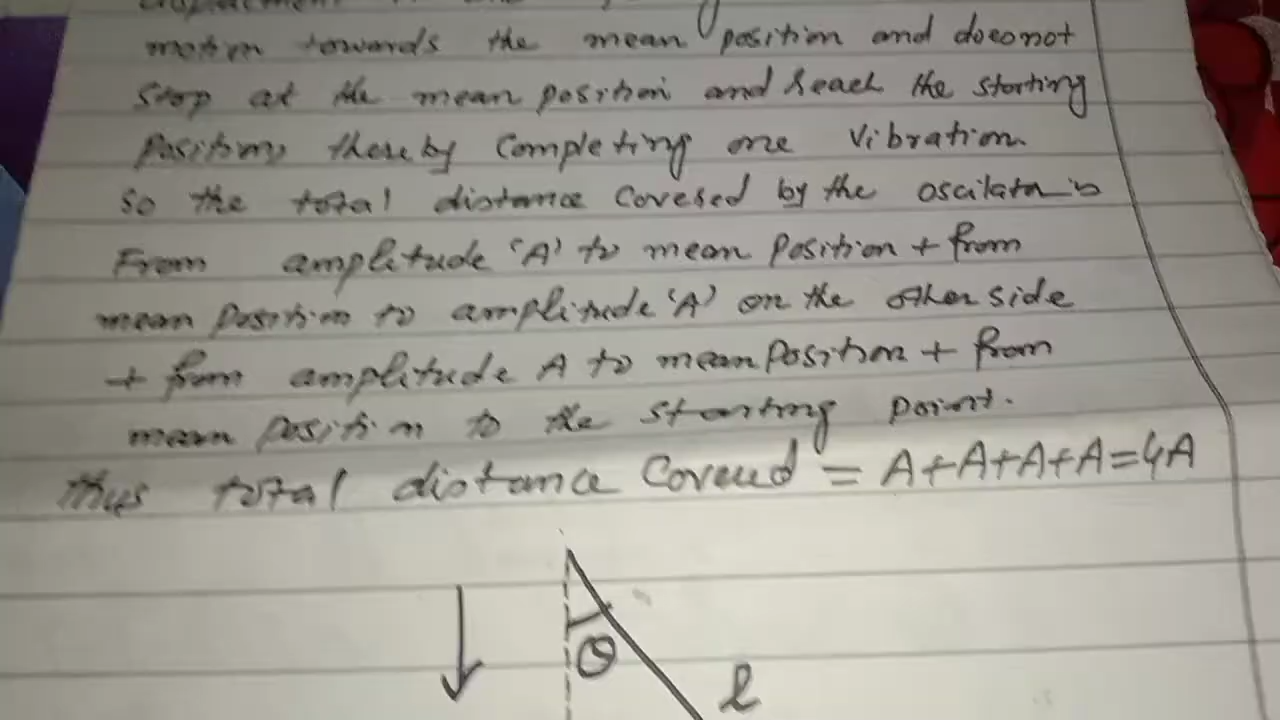 motion towards the mean position and doesnot
stop at the mean position and reach the starting
position, thereby completing one vibration.
so the total distance covered by the oscilator is
From amplitude 'A' to mean position + from
mean position to amplitude 'A' on the other side
+ from amplitude A to mean position + from
mean position to the starting point.
thus total distance covered = A+A+A+A=4A
θ
l